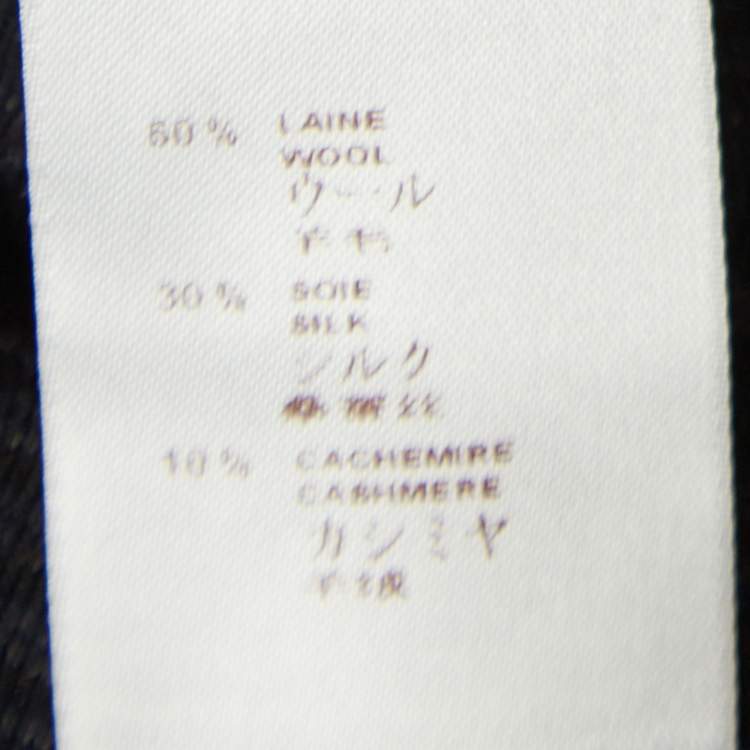 60% LAINE
WOOL
ウール
羊毛
30% SOIE
SILK
シルク
桑蚕丝
10% CACHEMIRE
CASHMERE
カシミヤ
羊绒